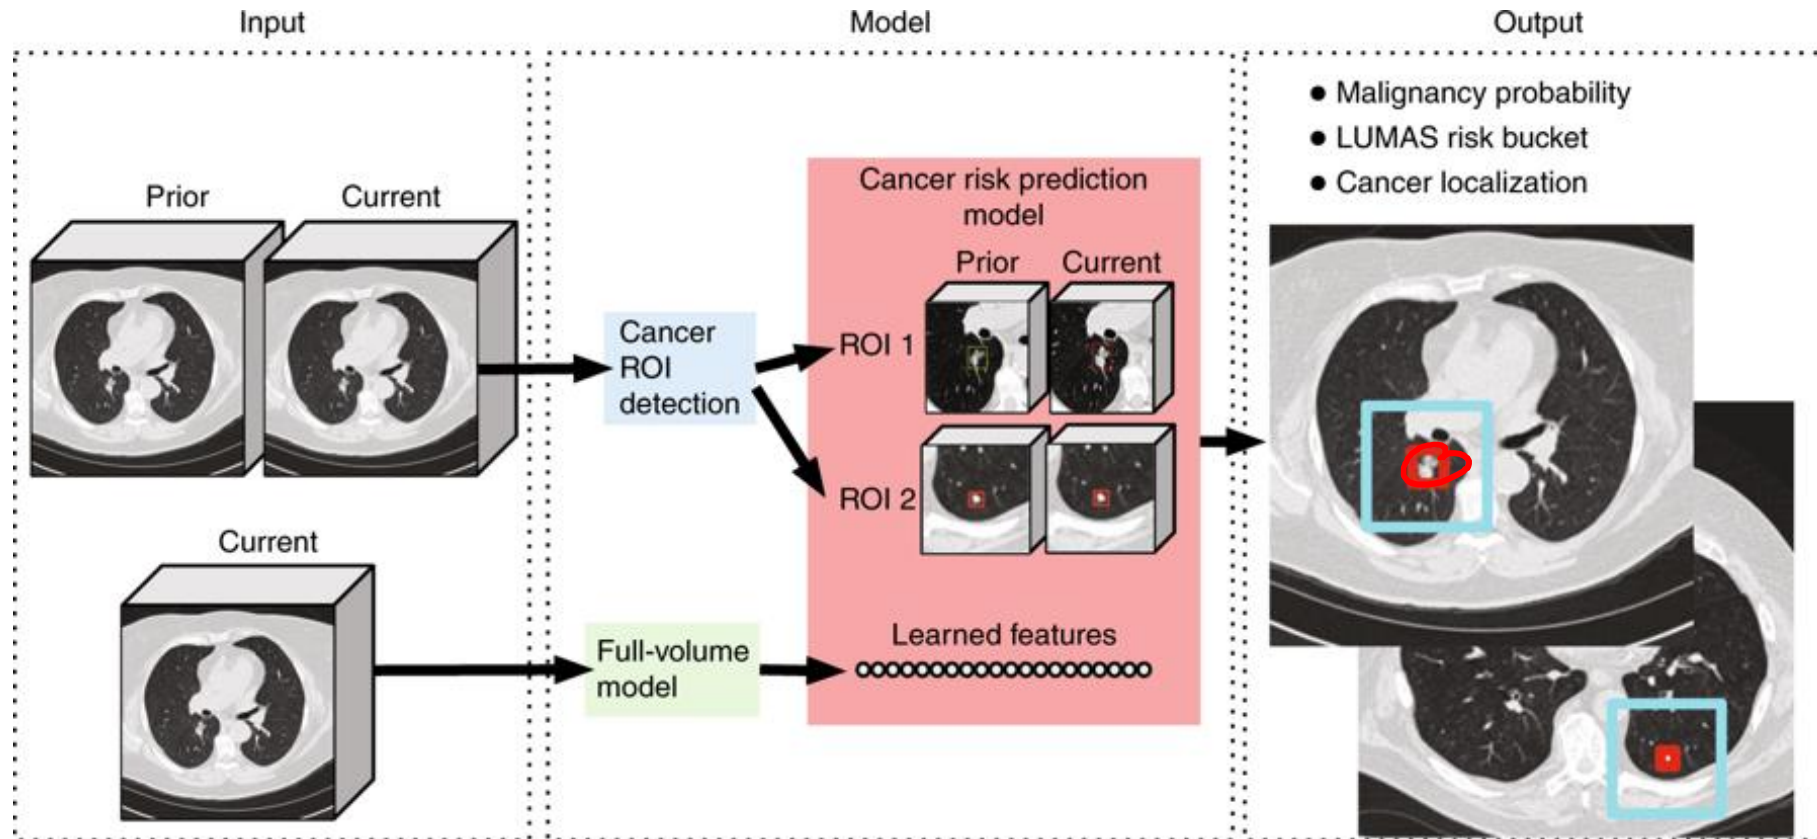 Input
Model
Output
Prior
Current
Current
Cancer
ROI
detection
Full-volume
model
Cancer risk prediction
model
Prior
Current
ROI 1
ROI 2
Learned features
● Malignancy probability
● LUMAS risk bucket
● Cancer localization